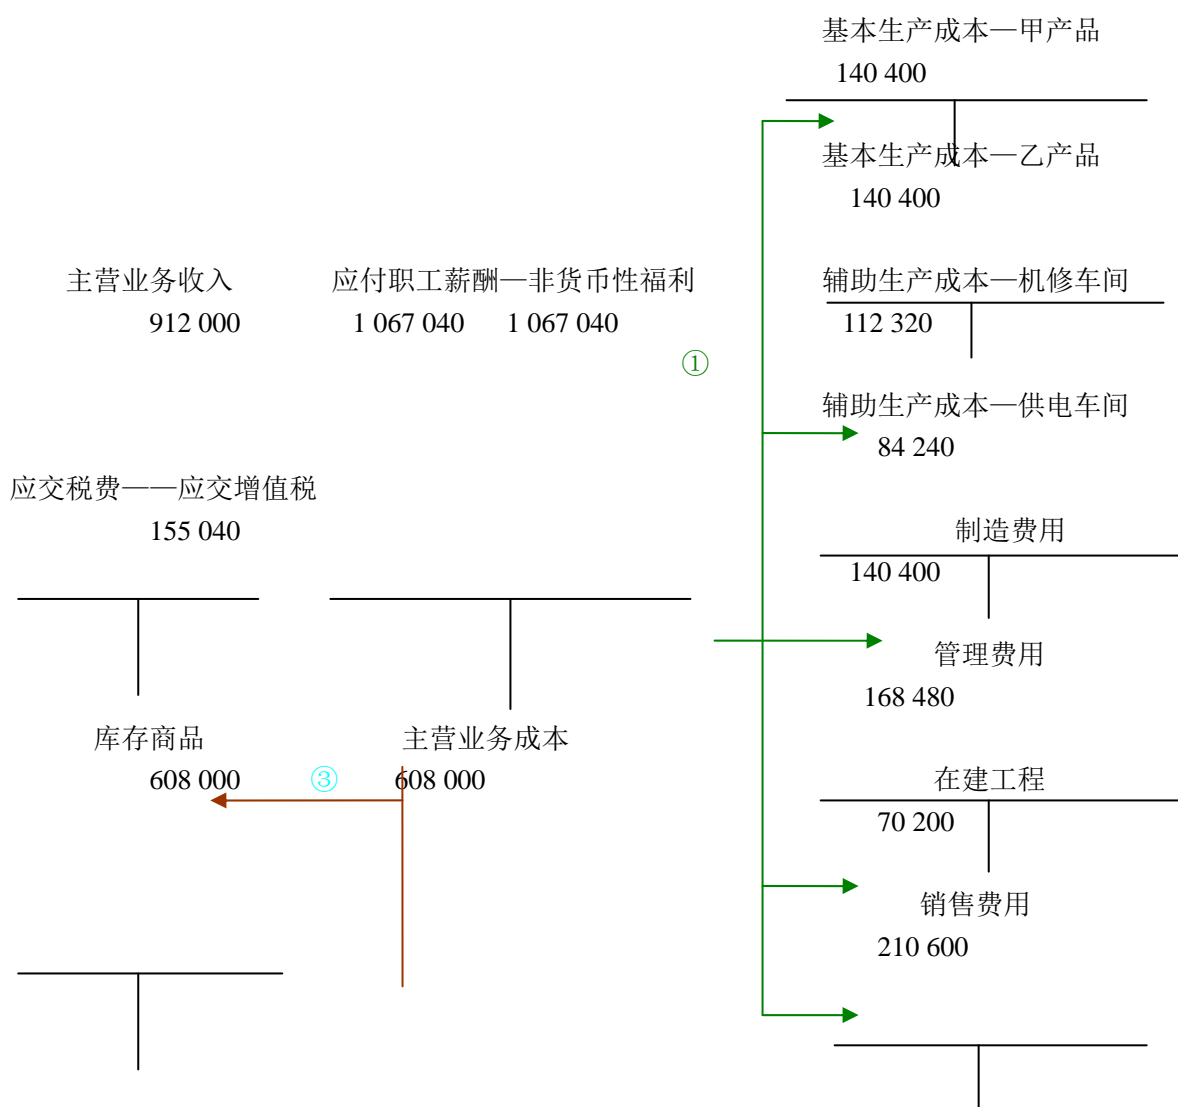 基本生产成本—甲产品
140 400
基本生产成本—乙产品
140 400
主营业务收入 应付职工薪酬—非货币性福利 辅助生产成本—机修车间
912 000 1 067 040 1 067 040 112 320
①
辅助生产成本—供电车间
84 240
应交税费——应交增值税
155 040 制造费用
140 400
管理费用
168 480
库存商品 主营业务成本
608 000 ③ 608 000 在建工程
70 200
销售费用
210 600